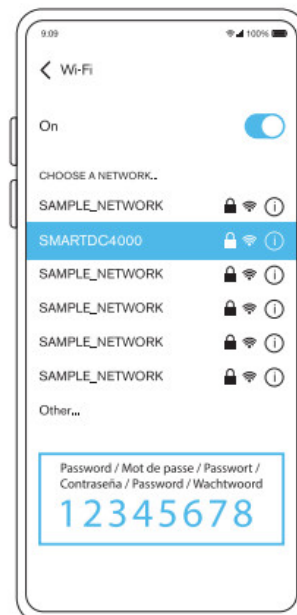 9:09 100%
Wi-Fi
On
CHOOSE A NETWORK..
SAMPLE_NETWORK
SMARTDC4000
SAMPLE_NETWORK
SAMPLE_NETWORK
SAMPLE_NETWORK
SAMPLE_NETWORK
Other...
Password / Mot de passe / Passwort /
Contraseña / Password / Wachtwoord
12345678